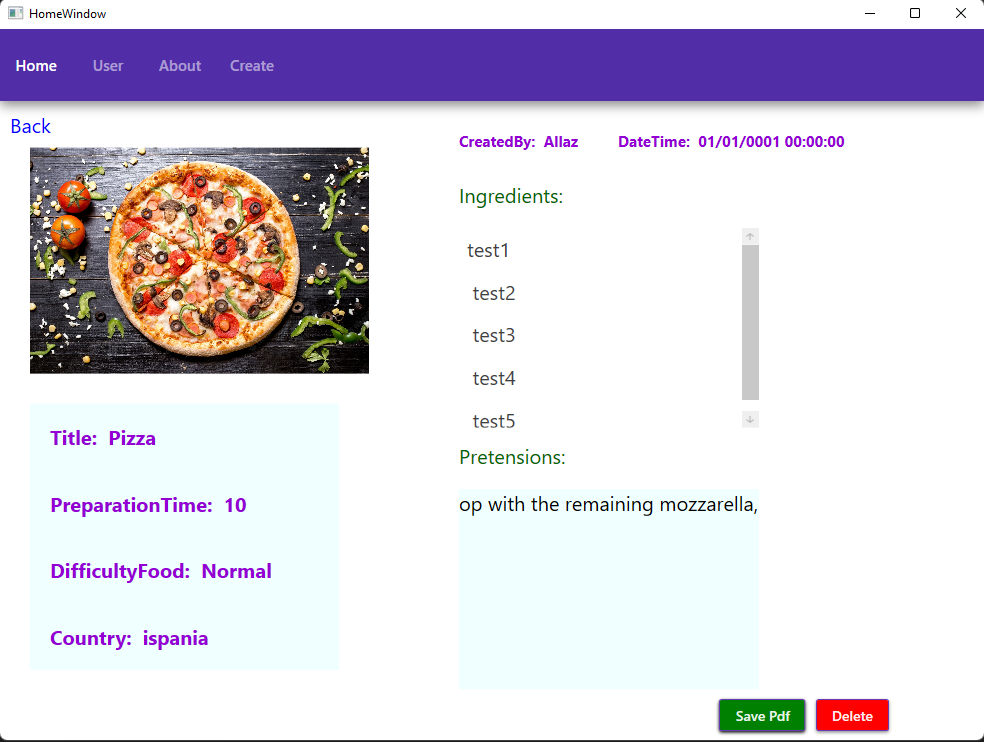 HomeWindow
Home User About Create
Back
CreatedBy: Allaz DateTime: 01/01/0001 00:00:00
Ingredients:
test1
test2
test3
test4
test5
Title: Pizza
PreparationTime: 10
DifficultyFood: Normal
Country: ispania
Pretensions:
op with the remaining mozzarella,
Save Pdf Delete